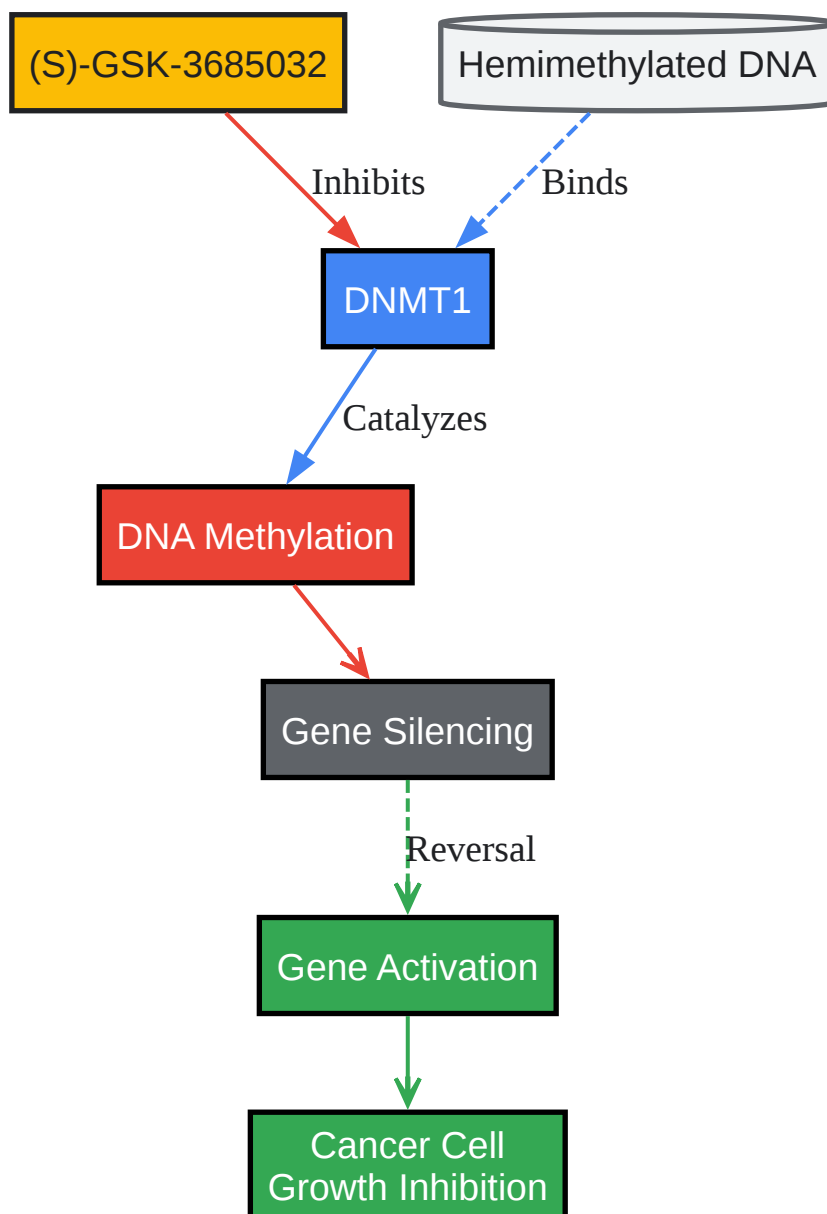 (S)-GSK-3685032
Hemimethylated DNA
Inhibits
Binds
DNMT1
Catalyzes
DNA Methylation
Gene Silencing
Reversal
Gene Activation
Cancer Cell
Growth Inhibition